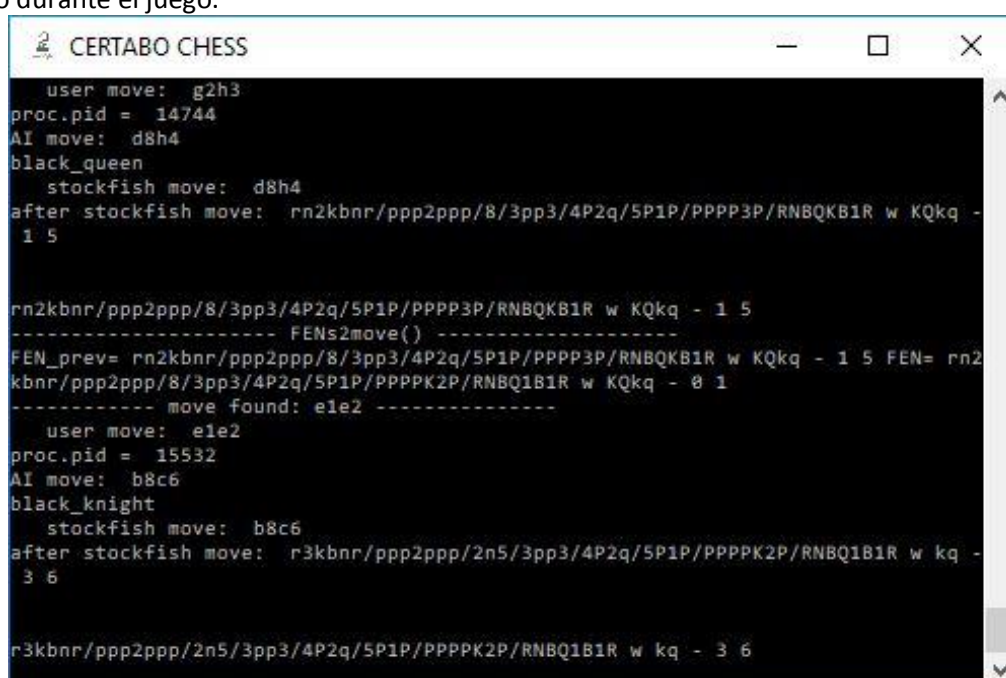 durante el juego.
CERTABO CHESS
user move:  g2h3
proc.pid =  14744
AI move:  d8h4
black_queen
stockfish move:  d8h4
after stockfish move:  rn2kbnr/ppp2ppp/8/3pp3/4P2q/5P1P/PPPP3P/RNBQKB1R w KQkq -
1 5
rn2kbnr/ppp2ppp/8/3pp3/4P2q/5P1P/PPPP3P/RNBQKB1R w KQkq - 1 5
---------------------- FENs2move() --------------------
FEN_prev= rn2kbnr/ppp2ppp/8/3pp3/4P2q/5P1P/PPPP3P/RNBQKB1R w KQkq - 1 5 FEN= rn2
kbnr/ppp2ppp/8/3pp3/4P2q/5P1P/PPPPK2P/RNBQ1B1R w KQkq - 0 1
------------ move found: e1e2 ---------------
user move:  e1e2
proc.pid =  15532
AI move:  b8c6
black_knight
stockfish move:  b8c6
after stockfish move:  r3kbnr/ppp2ppp/2n5/3pp3/4P2q/5P1P/PPPPK2P/RNBQ1B1R w kq -
3 6
r3kbnr/ppp2ppp/2n5/3pp3/4P2q/5P1P/PPPPK2P/RNBQ1B1R w kq - 3 6